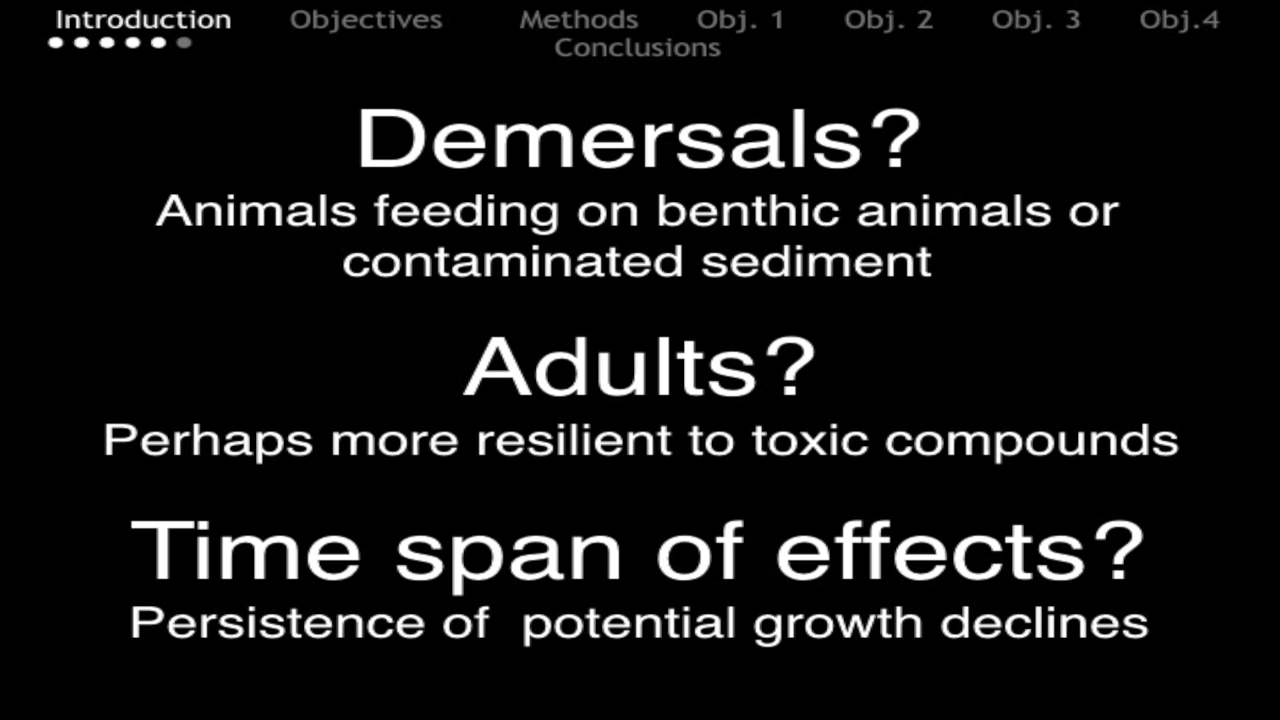 Introduction Objectives Methods Obj. 1 Obj. 2 Obj. 3 Obj.4
Conclusions
Demersals?
Animals feeding on benthic animals or
contaminated sediment
Adults?
Perhaps more resilient to toxic compounds
Time span of effects?
Persistence of  potential growth declines